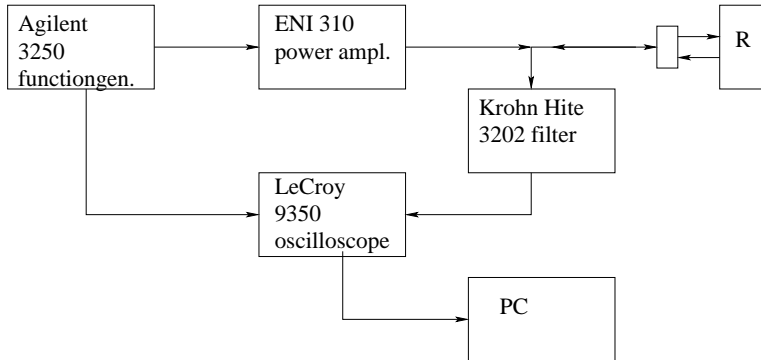 Agilent
3250
functiongen.
ENI 310
power ampl.
R
Krohn Hite
3202 filter
LeCroy
9350
oscilloscope
PC